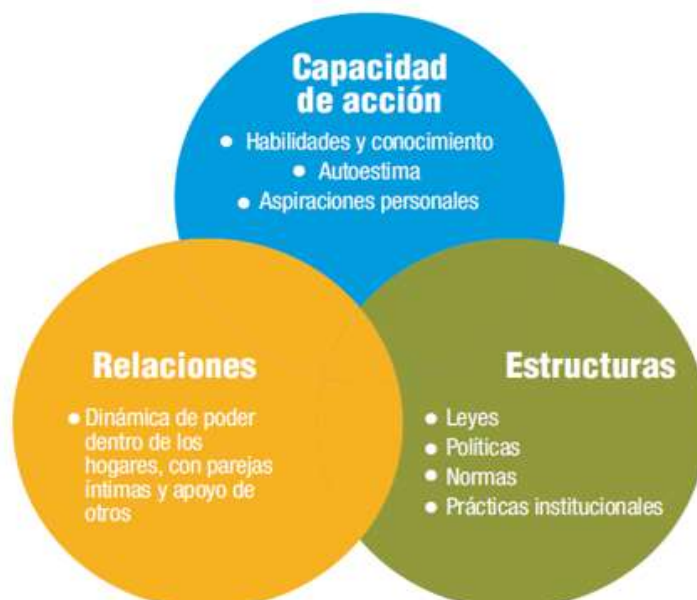 Capacidad
de acción
• Habilidades y conocimiento
• Autoestima
• Aspiraciones personales
Relaciones
• Dinámica de poder
dentro de los
hogares, con parejas
íntimas y apoyo de
otros
Estructuras
• Leyes
• Políticas
• Normas
• Prácticas institucionales